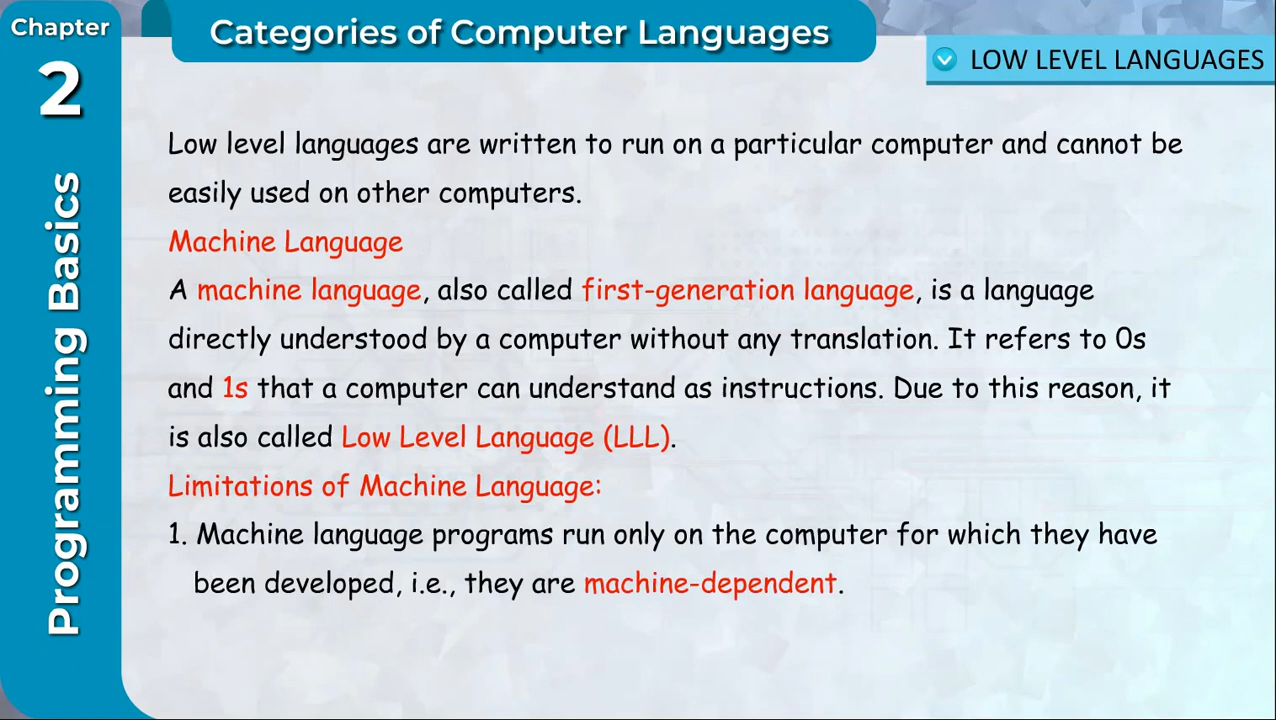 Chapter
2
Programming Basics
Categories of Computer Languages
LOW LEVEL LANGUAGES
Low level languages are written to run on a particular computer and cannot be
easily used on other computers.
Machine Language
A machine language, also called first-generation language, is a language
directly understood by a computer without any translation. It refers to 0s
and 1s that a computer can understand as instructions. Due to this reason, it
is also called Low Level Language (LLL).
Limitations of Machine Language:
1. Machine language programs run only on the computer for which they have
been developed, i.e., they are machine-dependent.